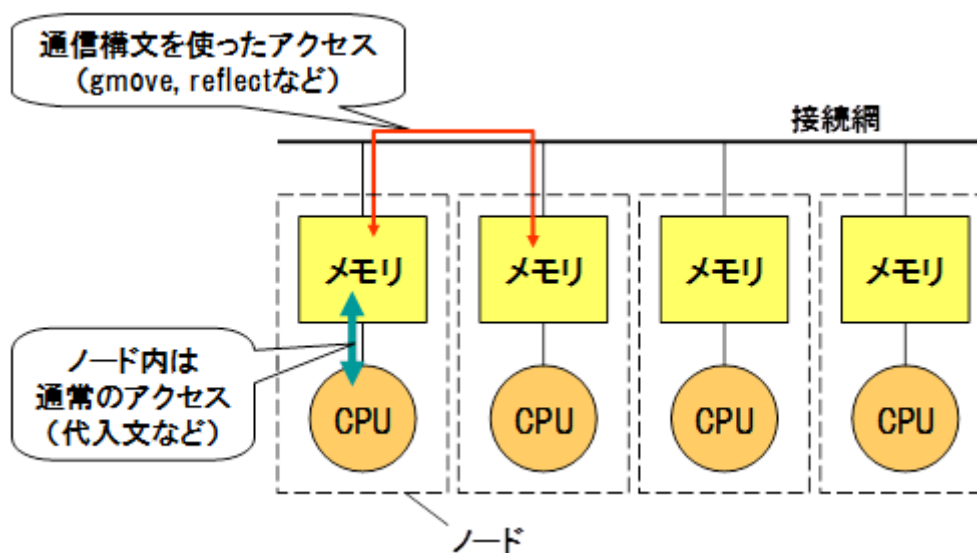 通信構文を使ったアクセス
（gmove, reflectなど）
接続網
メモリ
メモリ
メモリ
メモリ
ノード内は
通常のアクセス
（代入文など）
CPU
CPU
CPU
CPU
ノード